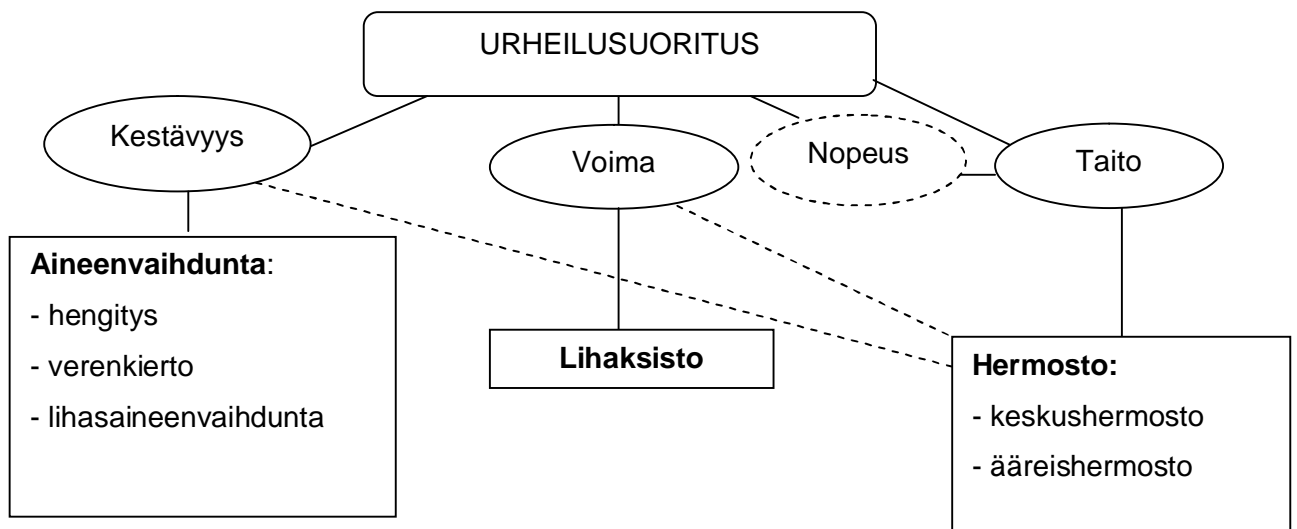 URHEILUSUORITUS
Kestävyys
Voima
Nopeus
Taito
Aineenvaihdunta:
- hengitys
- verenkierto
- lihasaineenvaihdunta
Lihaksisto
Hermosto:
- keskushermosto
- ääreishermosto